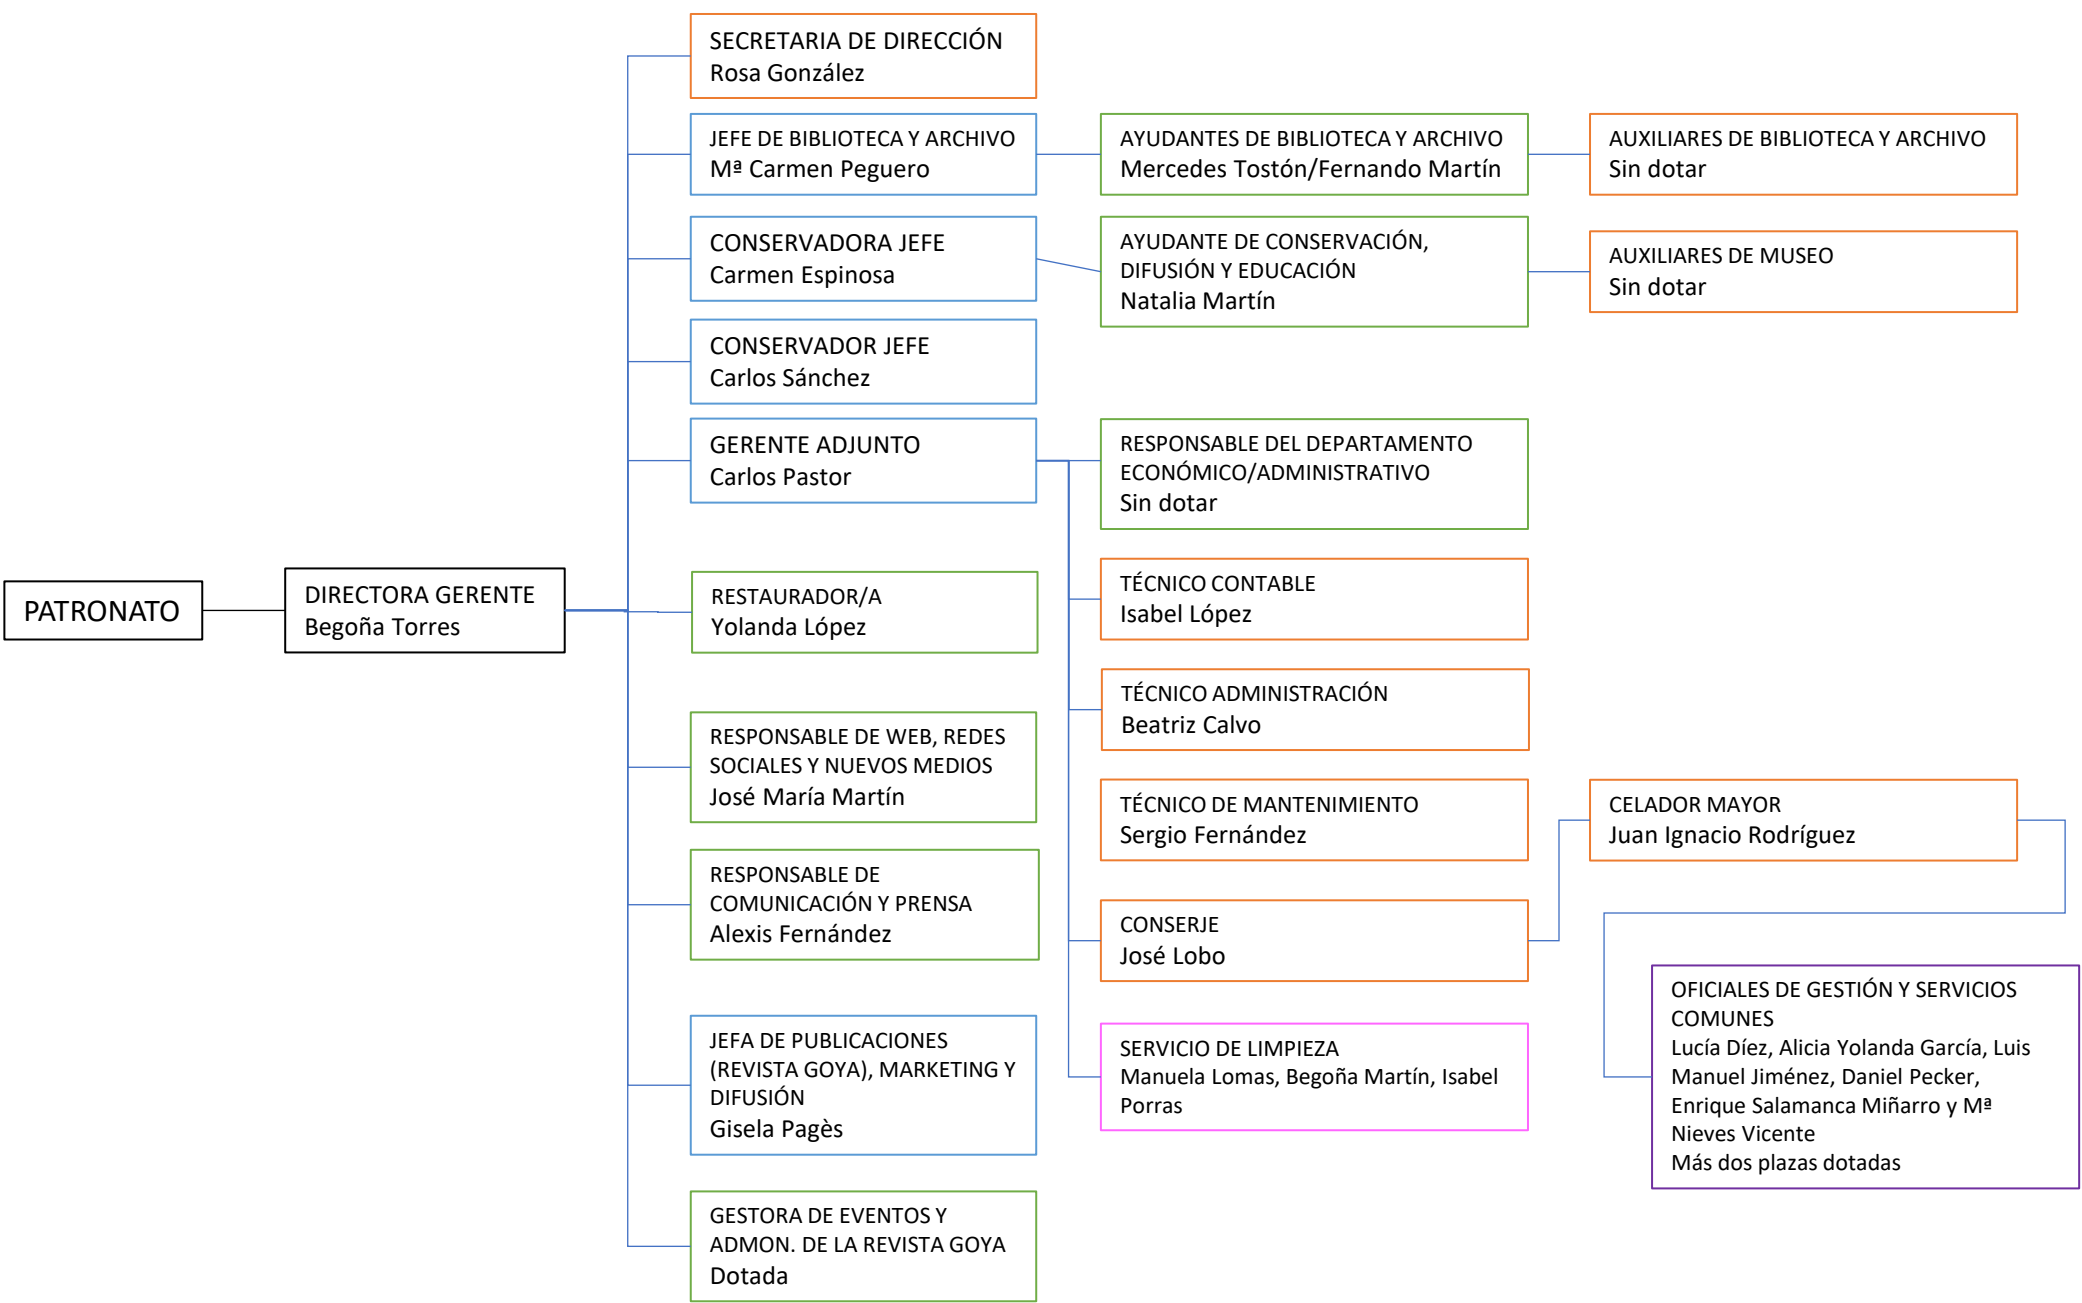 PATRONATO
DIRECTORA GERENTE
Begoña Torres
SECRETARIA DE DIRECCIÓN
Rosa González
JEFE DE BIBLIOTECA Y ARCHIVO
Mª Carmen Peguero
AYUDANTES DE BIBLIOTECA Y ARCHIVO
Mercedes Tostón/Fernando Martín
AUXILIARES DE BIBLIOTECA Y ARCHIVO
Sin dotar
CONSERVADORA JEFE
Carmen Espinosa
AYUDANTE DE CONSERVACIÓN,
DIFUSIÓN Y EDUCACIÓN
Natalia Martín
AUXILIARES DE MUSEO
Sin dotar
CONSERVADOR JEFE
Carlos Sánchez
GERENTE ADJUNTO
Carlos Pastor
RESPONSABLE DEL DEPARTAMENTO
ECONÓMICO/ADMINISTRATIVO
Sin dotar
TÉCNICO CONTABLE
Isabel López
TÉCNICO ADMINISTRACIÓN
Beatriz Calvo
TÉCNICO DE MANTENIMIENTO
Sergio Fernández
CONSERJE
José Lobo
CELADOR MAYOR
Juan Ignacio Rodríguez
OFICIALES DE GESTIÓN Y SERVICIOS
COMUNES
Lucía Díez, Alicia Yolanda García, Luis
Manuel Jiménez, Daniel Pecker,
Enrique Salamanca Miñarro y Mª
Nieves Vicente
Más dos plazas dotadas
SERVICIO DE LIMPIEZA
Manuela Lomas, Begoña Martín, Isabel
Porras
RESTAURADOR/A
Yolanda López
RESPONSABLE DE WEB, REDES
SOCIALES Y NUEVOS MEDIOS
José María Martín
RESPONSABLE DE
COMUNICACIÓN Y PRENSA
Alexis Fernández
JEFA DE PUBLICACIONES
(REVISTA GOYA), MARKETING Y
DIFUSIÓN
Gisela Pagès
GESTORA DE EVENTOS Y
ADMON. DE LA REVISTA GOYA
Dotada